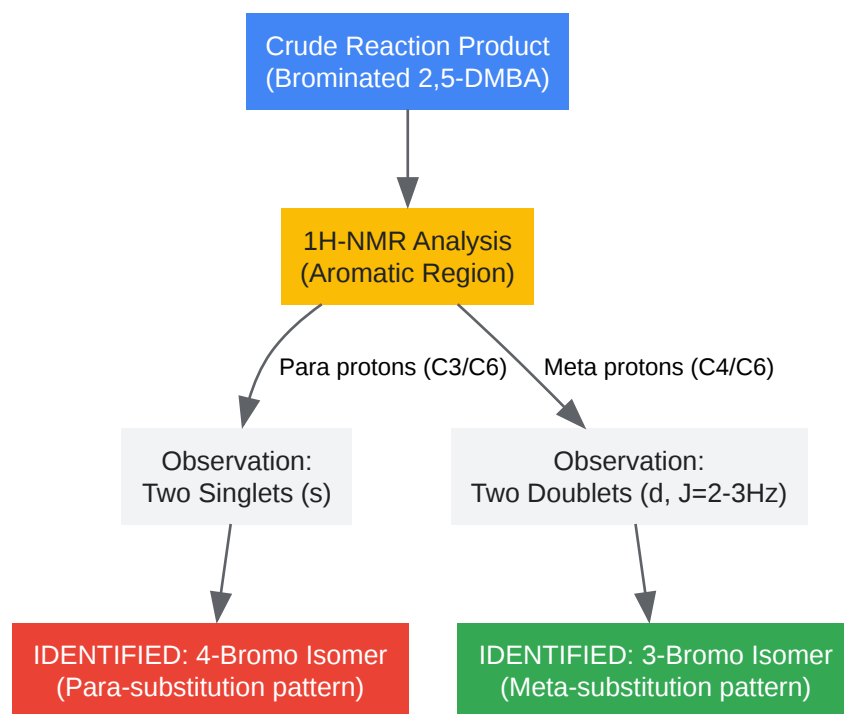 Crude Reaction Product
(Brominated 2,5-DMBA)
1H-NMR Analysis
(Aromatic Region)
Para protons (C3/C6)
Meta protons (C4/C6)
Observation:
Two Singlets (s)
Observation:
Two Doublets (d, J=2-3Hz)
IDENTIFIED: 4-Bromo Isomer
(Para-substitution pattern)
IDENTIFIED: 3-Bromo Isomer
(Meta-substitution pattern)